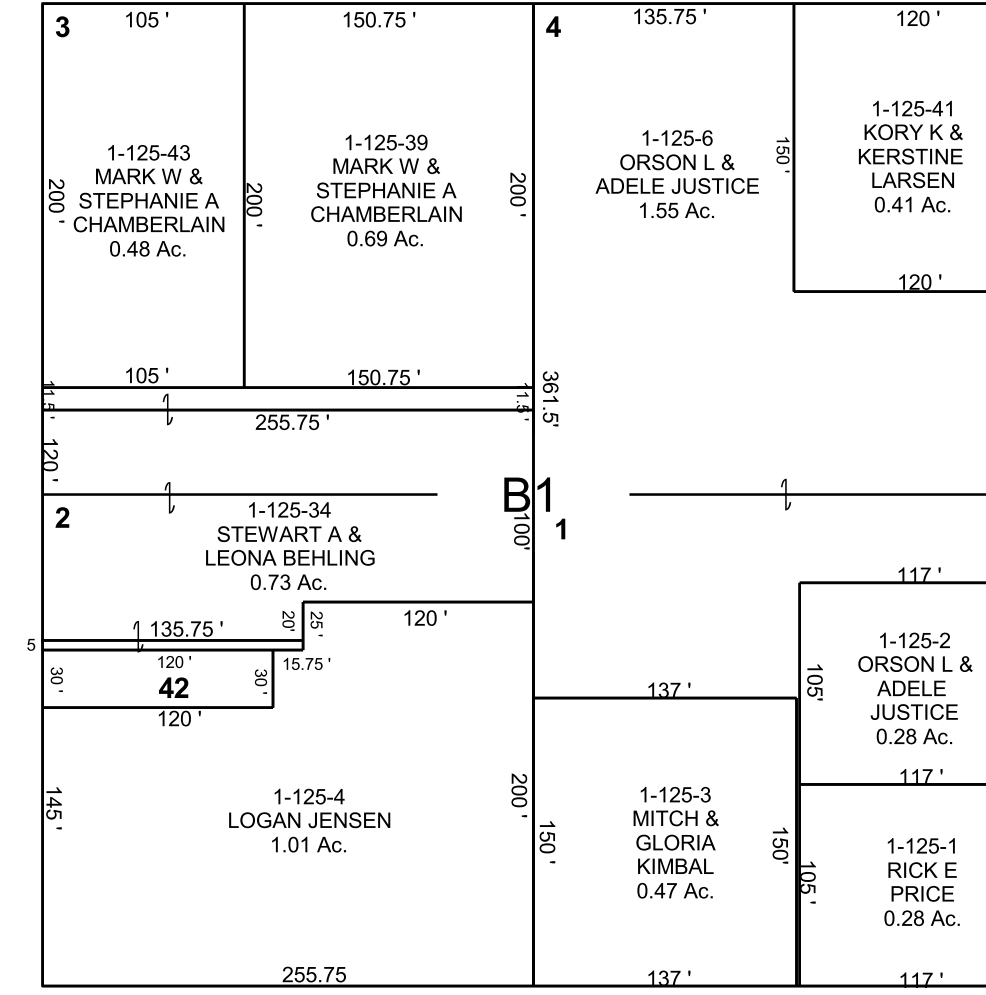 3
105 '
150.75 '
4
135.75 '
120 '
1-125-43
MARK W &
STEPHANIE A
CHAMBERLAIN
0.48 Ac.
200 '
200 '
1-125-39
MARK W &
STEPHANIE A
CHAMBERLAIN
0.69 Ac.
200 '
1-125-6
ORSON L &
ADELE JUSTICE
1.55 Ac.
150 '
1-125-41
KORY K &
KERSTINE
LARSEN
0.41 Ac.
120 '
105 '
150.75 '
11.5 '
11.5 '
361.5'
255.75 '
120 '
B1
2
1-125-34
STEWART A &
LEONA BEHLING
0.73 Ac.
100'
1
20'
25 '
120 '
117 '
5
135.75 '
120 '
15.75 '
30 '
42
30 '
120 '
105'
1-125-2
ORSON L &
ADELE
JUSTICE
0.28 Ac.
137 '
117 '
145 '
1-125-4
LOGAN JENSEN
1.01 Ac.
200 '
150 '
1-125-3
MITCH &
GLORIA
KIMBAL
0.47 Ac.
150'
105 '
1-125-1
RICK E
PRICE
0.28 Ac.
255.75
137 '
117 '